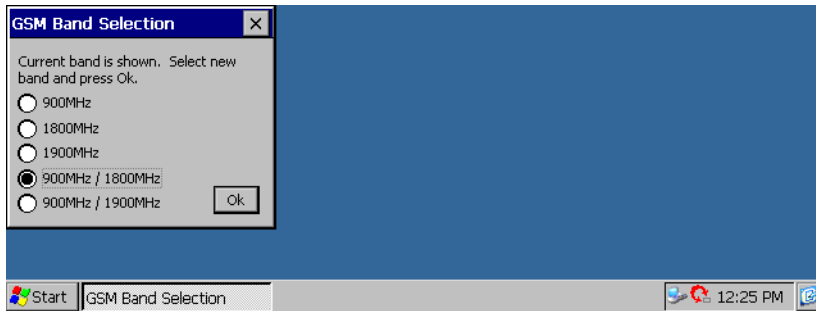 GSM Band Selection
Current band is shown. Select new
band and press Ok.
900MHz
1800MHz
1900MHz
900MHz / 1800MHz
900MHz / 1900MHz
Ok
Start
GSM Band Selection
12:25 PM